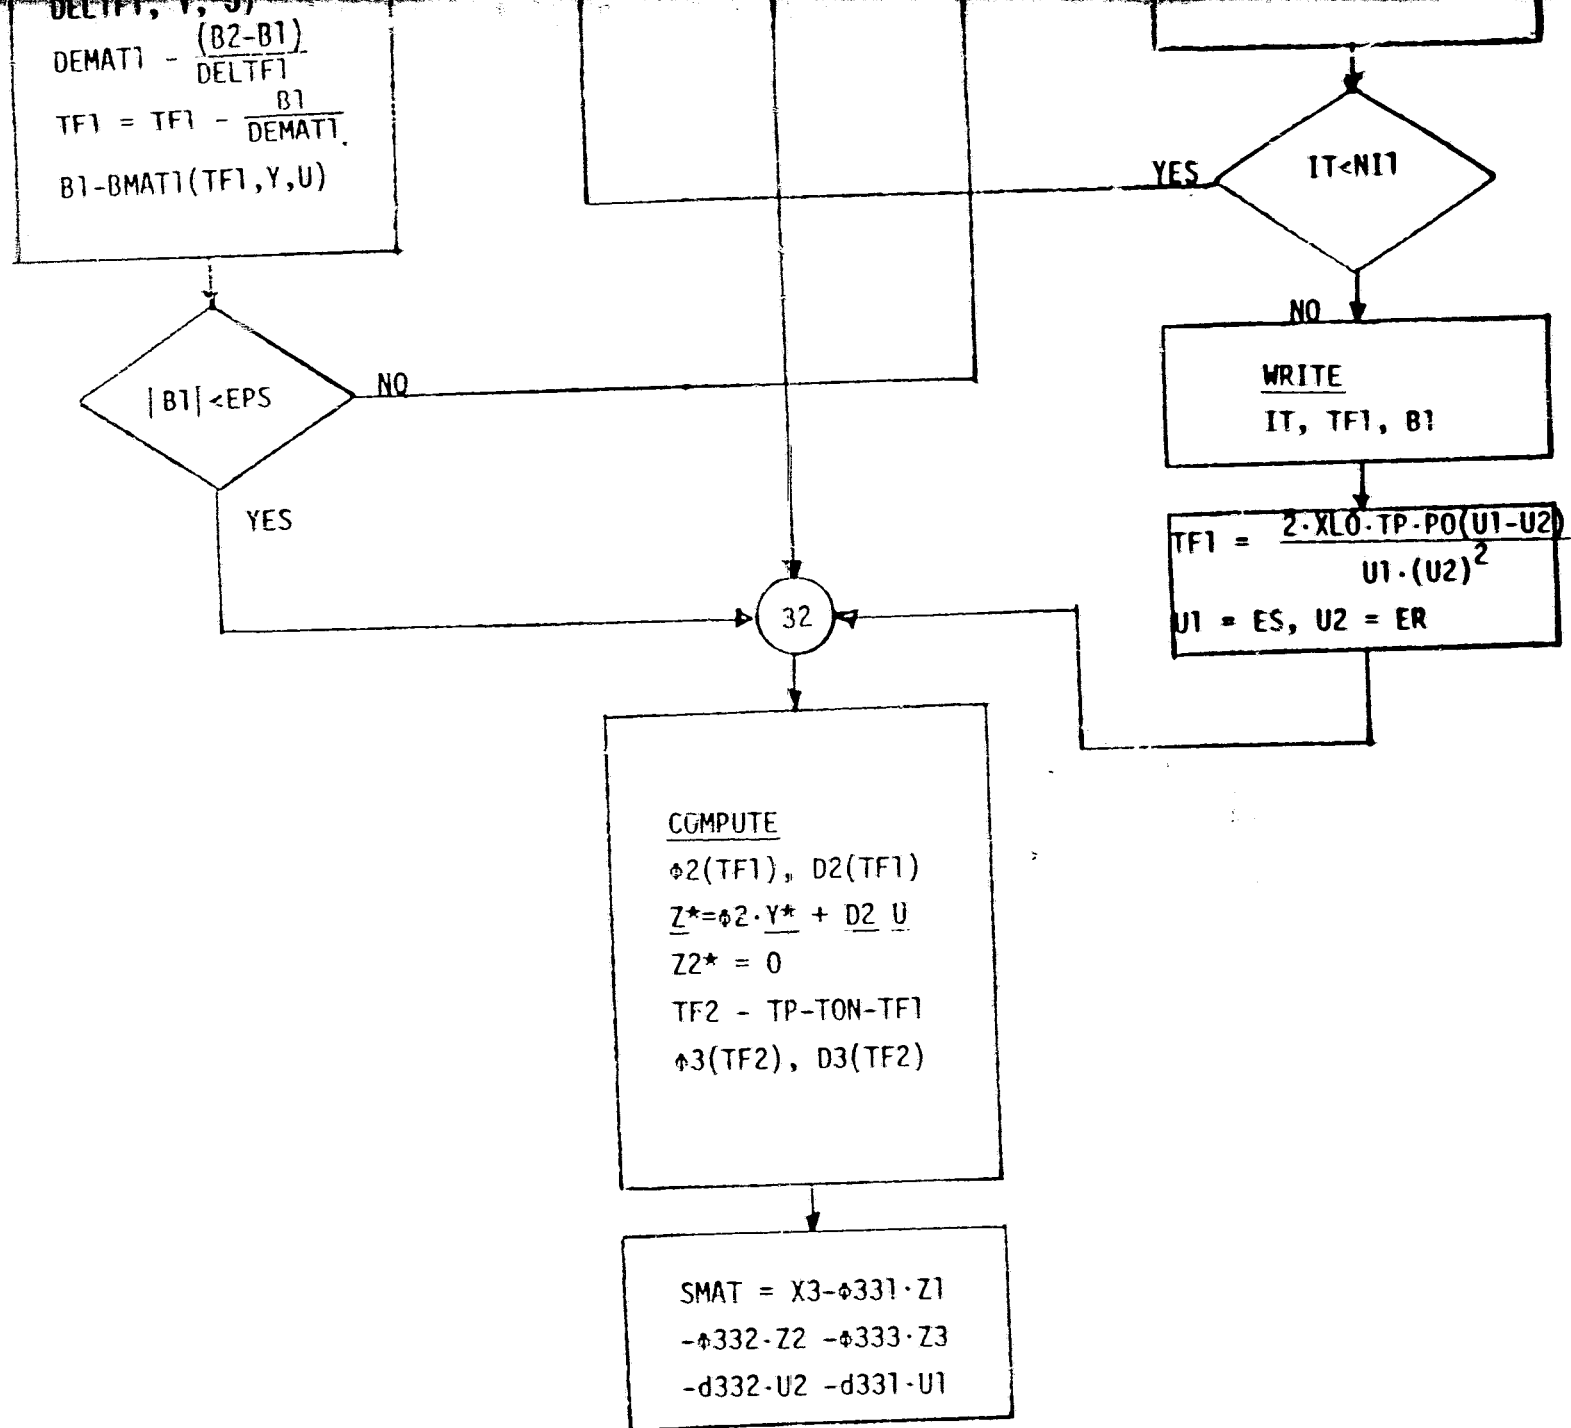 DELTF1, Y, U)
DEMAT1 - (B2-B1)
DELTF1
TF1 = TF1 - B1
DEMAT1.
B1-BMAT1(TF1,Y,U)
|B1|<EPS
NO
YES
YES
IT<NI1
NO
WRITE
IT, TF1, B1
TF1 = 2·XLO·TP·PO(U1-U2)
U1·(U2)²
U1 = ES, U2 = ER
32
COMPUTE
Φ2(TF1), D2(TF1)
Z*=Φ2·Y* + D2 U
Z2* = 0
TF2 - TP-TON-TF1
Φ3(TF2), D3(TF2)
SMAT = X3-Φ331·Z1
-Φ332·Z2 -Φ333·Z3
-d332·U2 -d331·U1